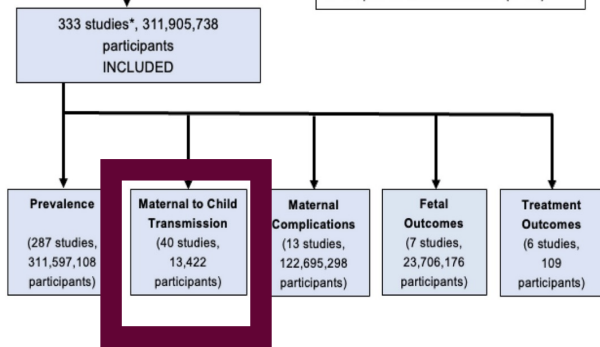 333 studies*, 311,905,738
participants
INCLUDED
Prevalence
(287 studies,
311,597,108
participants)
Maternal to Child
Transmission
(40 studies,
13,422
participants)
Maternal
Complications
(13 studies,
122,695,298
participants)
Fetal
Outcomes
(7 studies,
23,706,176
participants)
Treatment
Outcomes
(6 studies,
109
participants)